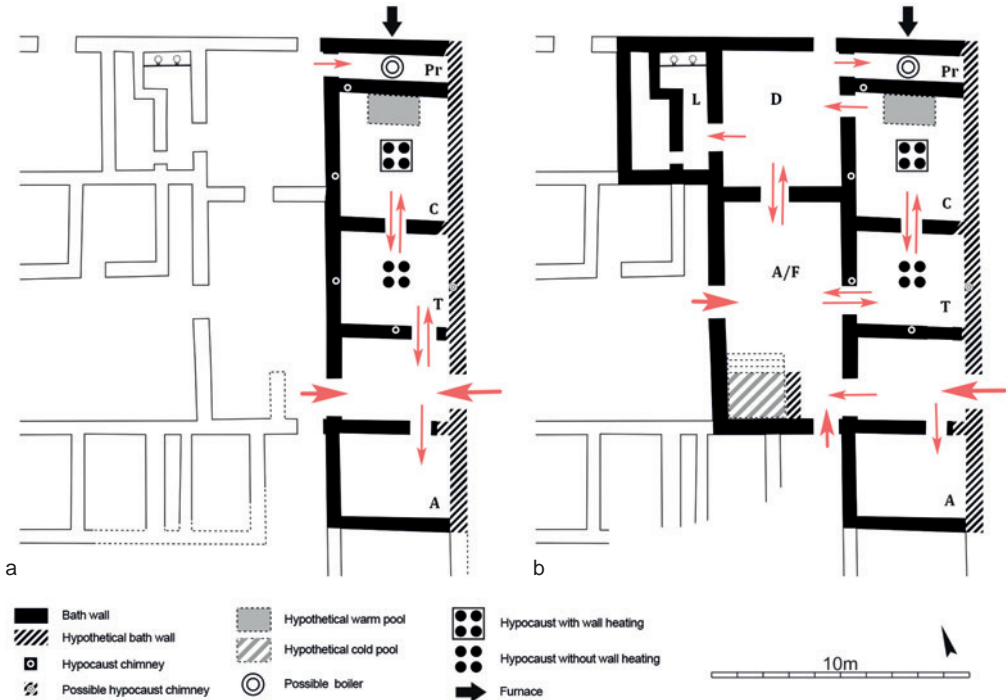 Pr
C
T
A
a
Pr
L
D
C
A/F
T
A
b
Bath wall
Hypothetical bath wall
Hypocaust chimney
Possible hypocaust chimney
Hypothetical warm pool
Hypothetical cold pool
Possible boiler
Hypocaust with wall heating
Hypocaust without wall heating
Furnace
10m